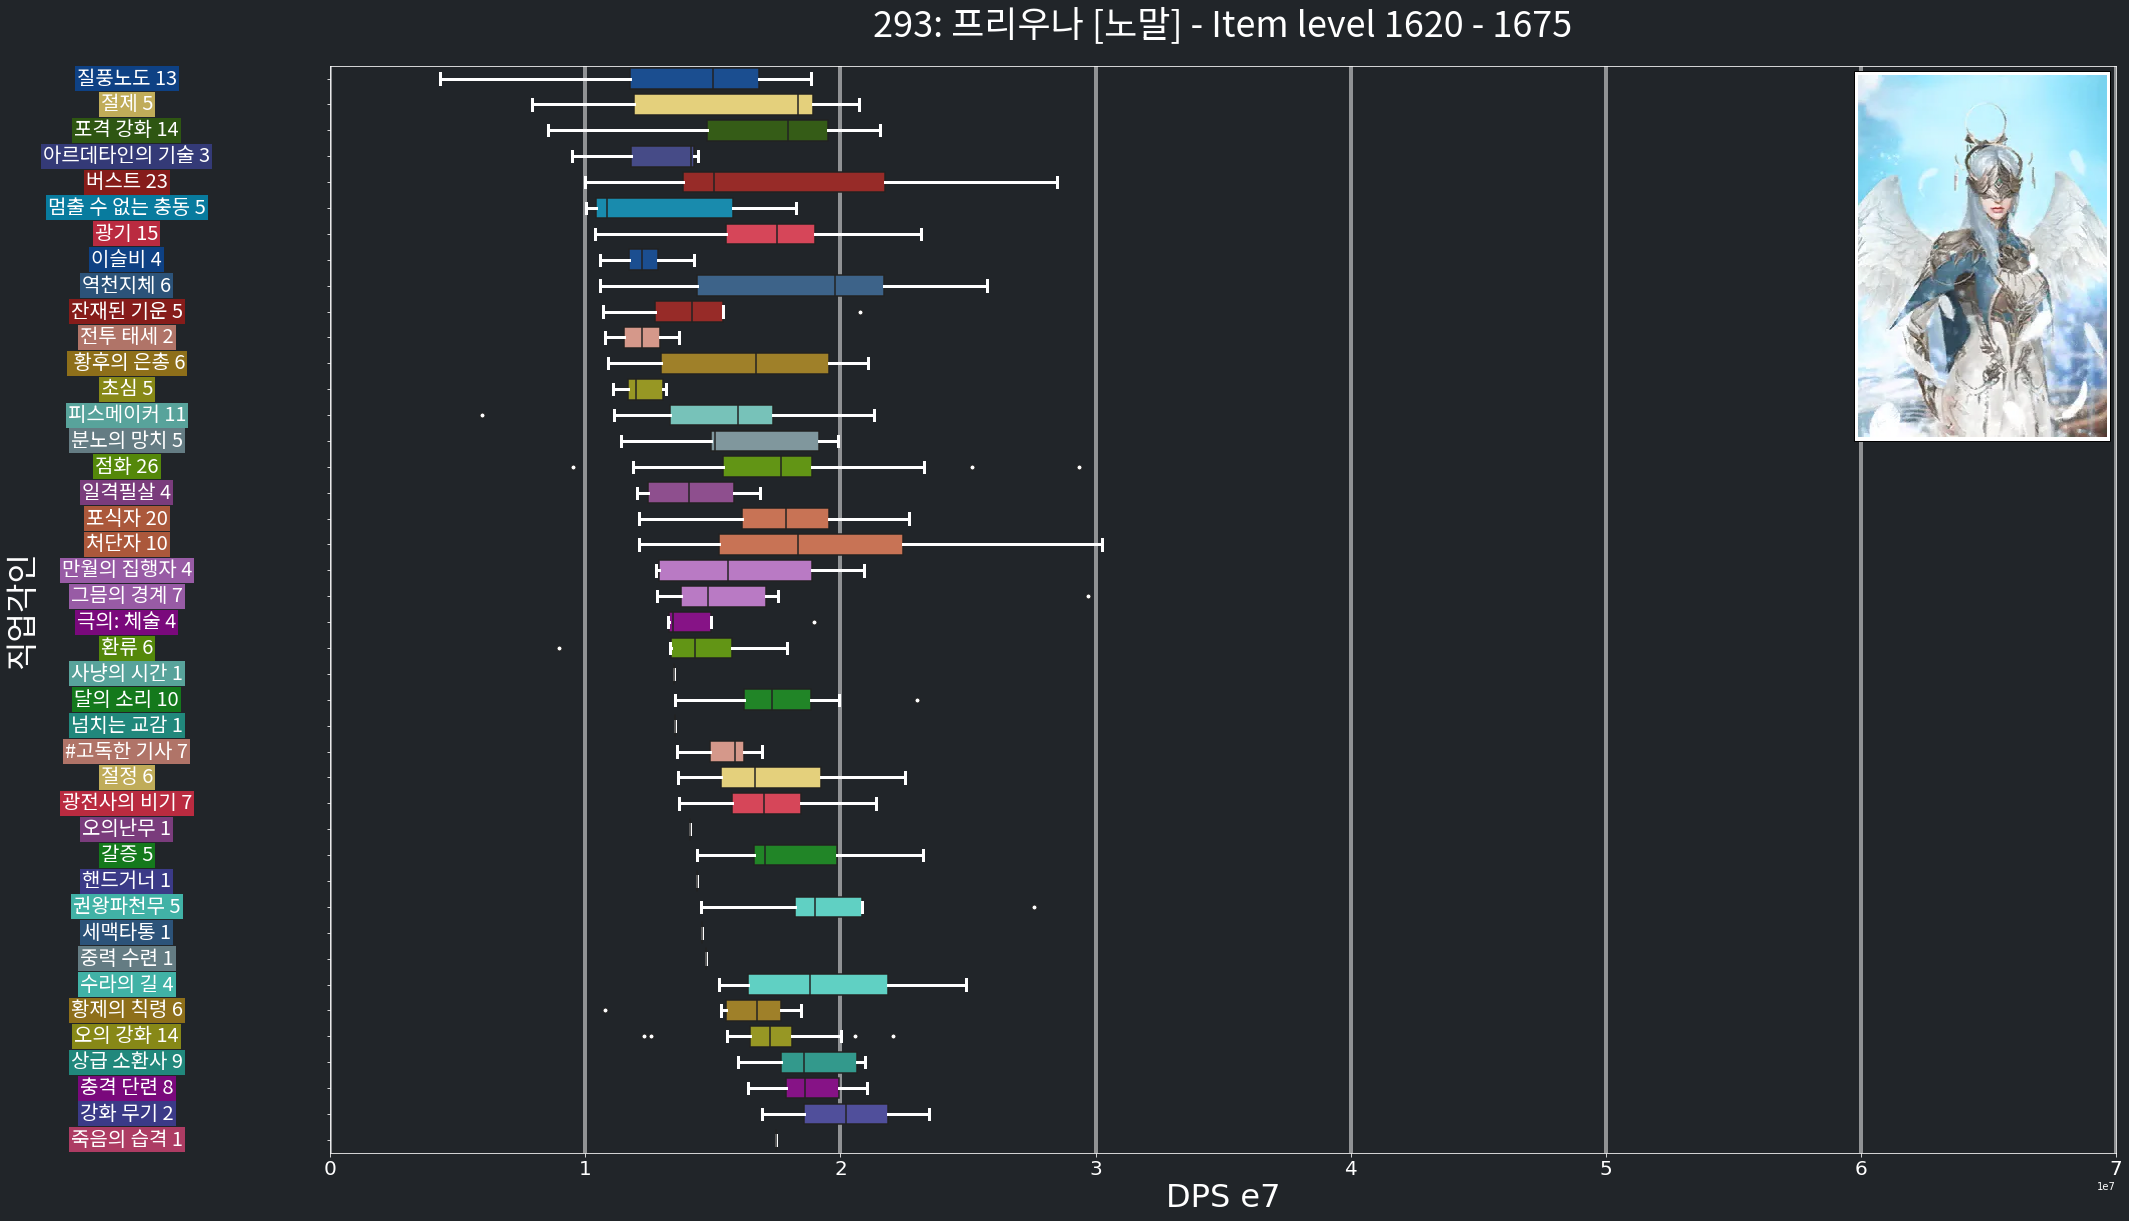 293: 프리우나 [노말] - Item level 1620 - 1675
직업각인
질풍노도 13
절제 5
포격 강화 14
아르데타인의 기술 3
버스트 23
멈출 수 없는 충동 5
광기 15
이슬비 4
역천지체 6
잔재된 기운 5
전투 태세 2
황후의 은총 6
초심 5
피스메이커 11
분노의 망치 5
점화 26
일격필살 4
포식자 20
처단자 10
만월의 집행자 4
그믐의 경계 7
극의: 체술 4
환류 6
사냥의 시간 1
달의 소리 10
넘치는 교감 1
#고독한 기사 7
절정 6
광전사의 비기 7
오의난무 1
갈증 5
핸드거너 1
권왕파천무 5
세맥타통 1
중력 수련 1
수라의 길 4
황제의 칙령 6
오의 강화 14
상급 소환사 9
충격 단련 8
강화 무기 2
죽음의 습격 1
0 1 2 3 4 5 6 7
1e7
DPS e7